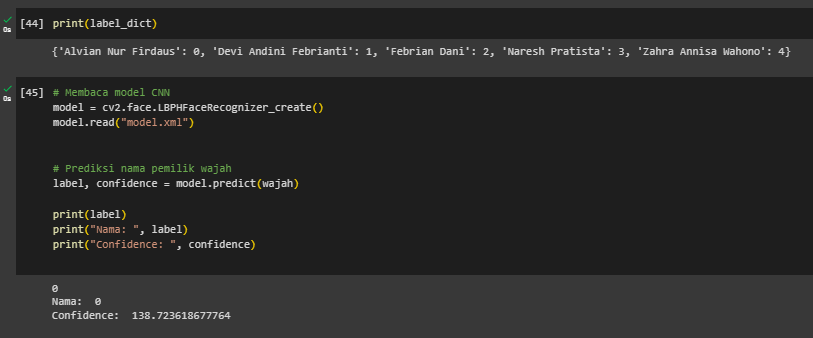 [44] print(label_dict)
0s
{'Alvian Nur Firdaus': 0, 'Devi Andini Febrianti': 1, 'Febrian Dani': 2, 'Naresh Pratista': 3, 'Zahra Annisa Wahono': 4}
[45] # Membaca model CNN
0s
model = cv2.face.LBPHFaceRecognizer_create()
model.read("model.xml")
# Prediksi nama pemilik wajah
label, confidence = model.predict(wajah)
print(label)
print("Nama: ", label)
print("Confidence: ", confidence)
0
Nama:  0
Confidence:  138.723618677764